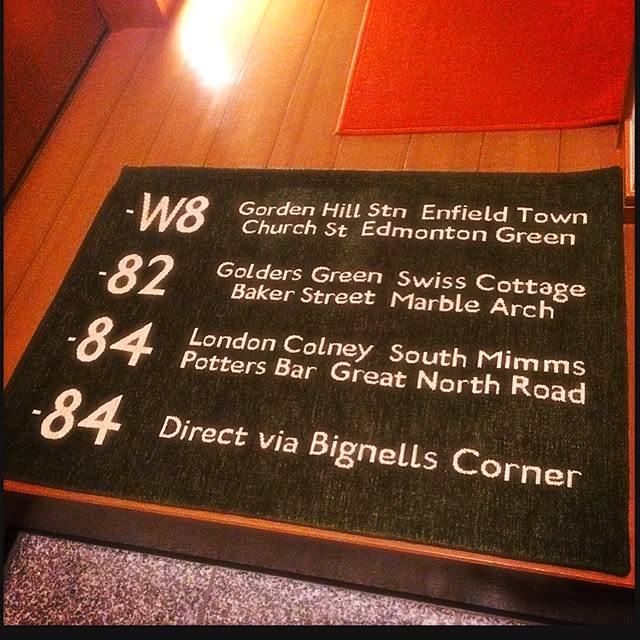 -W8 Gorden Hill Stn Enfield Town
Church St Edmonton Green
-82 Golders Green Swiss Cottage
Baker Street Marble Arch
-84 London Colney South Mimms
Potters Bar Great North Road
-84 Direct via Bignells Corner